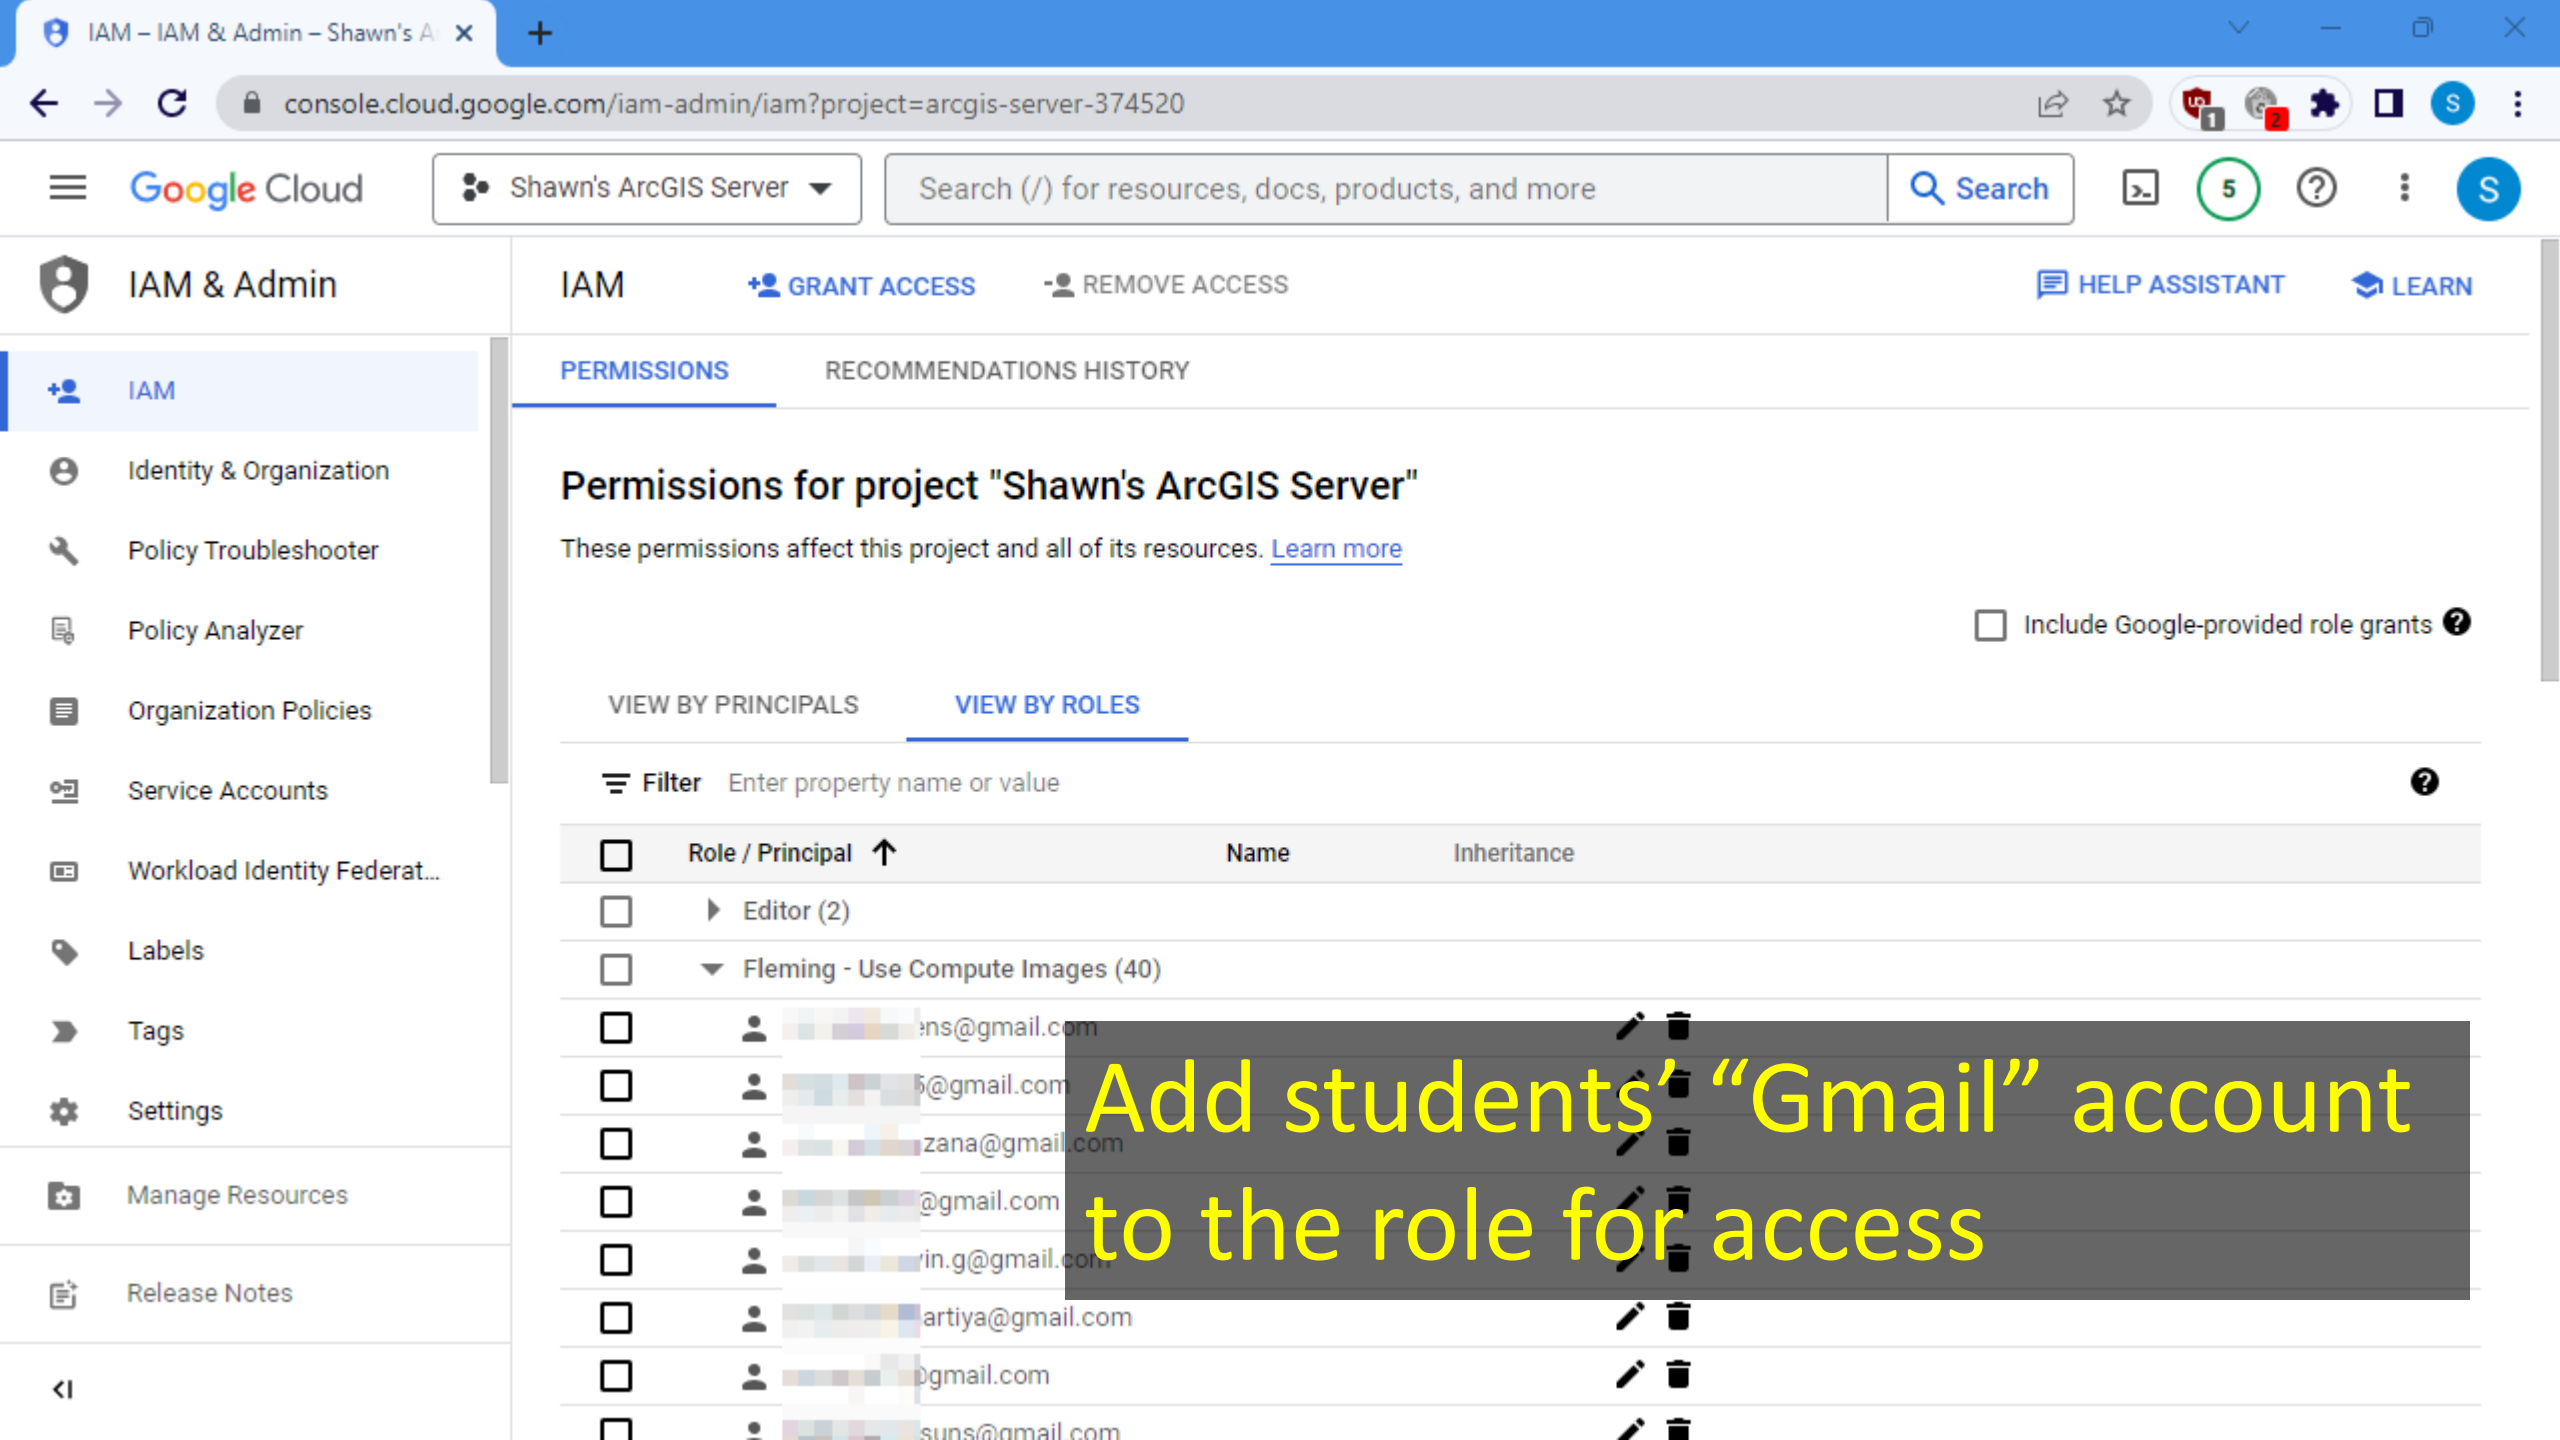 IAM – IAM & Admin – Shawn's A
console.cloud.google.com/iam-admin/iam?project=arcgis-server-374520
1
2
S
Google Cloud
Shawn's ArcGIS Server
Search (/) for resources, docs, products, and more
Search
5
S
IAM & Admin
IAM
GRANT ACCESS
REMOVE ACCESS
HELP ASSISTANT
LEARN
IAM
Identity & Organization
Policy Troubleshooter
Policy Analyzer
Organization Policies
Service Accounts
Workload Identity Federat...
Labels
Tags
Settings
Manage Resources
Release Notes
PERMISSIONS
RECOMMENDATIONS HISTORY
Permissions for project "Shawn's ArcGIS Server"
These permissions affect this project and all of its resources. Learn more
Include Google-provided role grants
VIEW BY PRINCIPALS
VIEW BY ROLES
Filter Enter property name or value
Role / Principal
Name
Inheritance
Editor (2)
Fleming - Use Compute Images (40)
ens@gmail.com
@gmail.com
zana@gmail.com
@gmail.com
in.g@gmail.com
artiya@gmail.com
@gmail.com
suns@gmail.com
Add students’ “Gmail” account
to the role for access